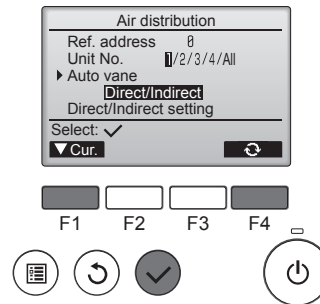 Air distribution
Ref. address 0
Unit No. 1/2/3/4/All
Auto vane
Direct/Indirect
Direct/Indirect setting
Select: ✓
▼ Cur.
F1 F2 F3 F4